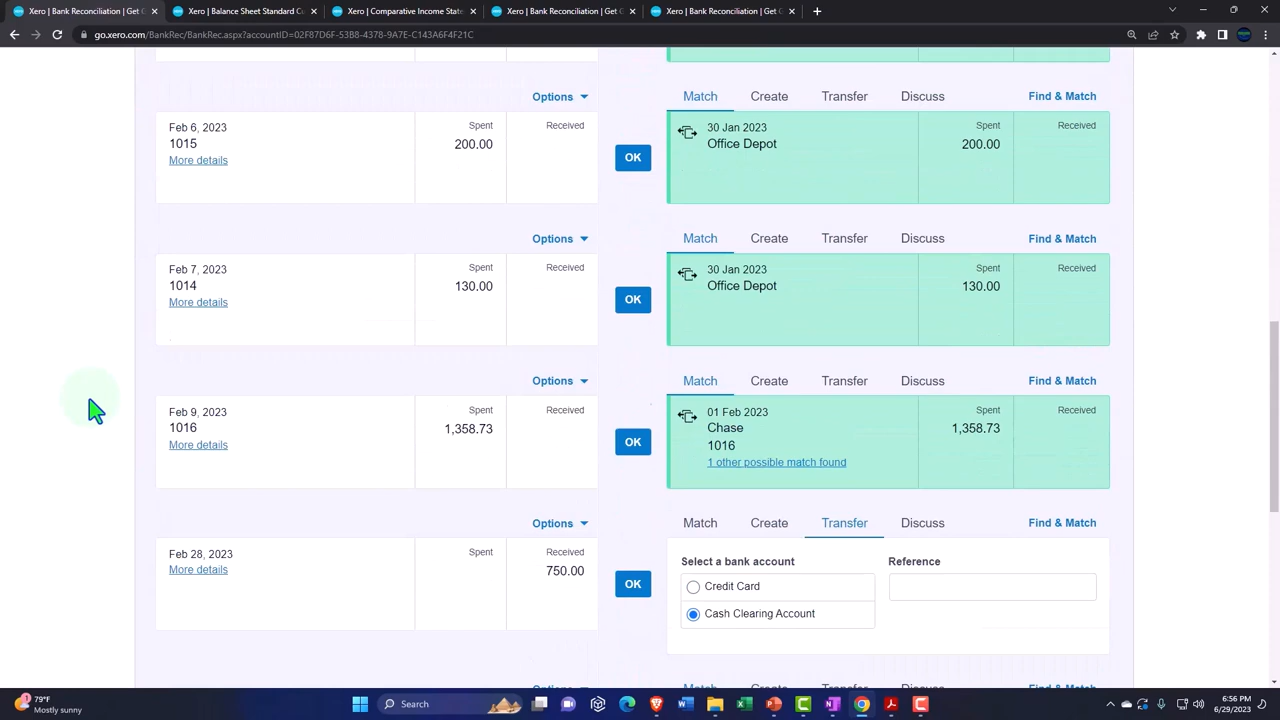 Xero | Bank Reconciliation | Get G
Xero | Balance Sheet Standard Cu
Xero | Comparative Income State
Xero | Bank Reconciliation | Get G
Xero | Bank Reconciliation | Get G
go.xero.com/BankRec/BankRec.aspx?accountID=02F87D6F-53B8-4378-9A7E-C143A6F4F21C
Options
Match Create Transfer Discuss Find & Match
Feb 6, 2023 Spent Received
1015 200.00
More details
OK
30 Jan 2023 Spent Received
Office Depot 200.00
Options
Match Create Transfer Discuss Find & Match
Feb 7, 2023 Spent Received
1014 130.00
More details
OK
30 Jan 2023 Spent Received
Office Depot 130.00
Options
Match Create Transfer Discuss Find & Match
Feb 9, 2023 Spent Received
1016 1,358.73
More details
OK
01 Feb 2023 Spent Received
Chase 1,358.73
1016
1 other possible match found
Options
Match Create Transfer Discuss Find & Match
Feb 28, 2023 Spent Received
More details 750.00
OK
Select a bank account Reference
Credit Card
Cash Clearing Account
79°F
Mostly sunny
Search
6:56 PM
6/29/2023